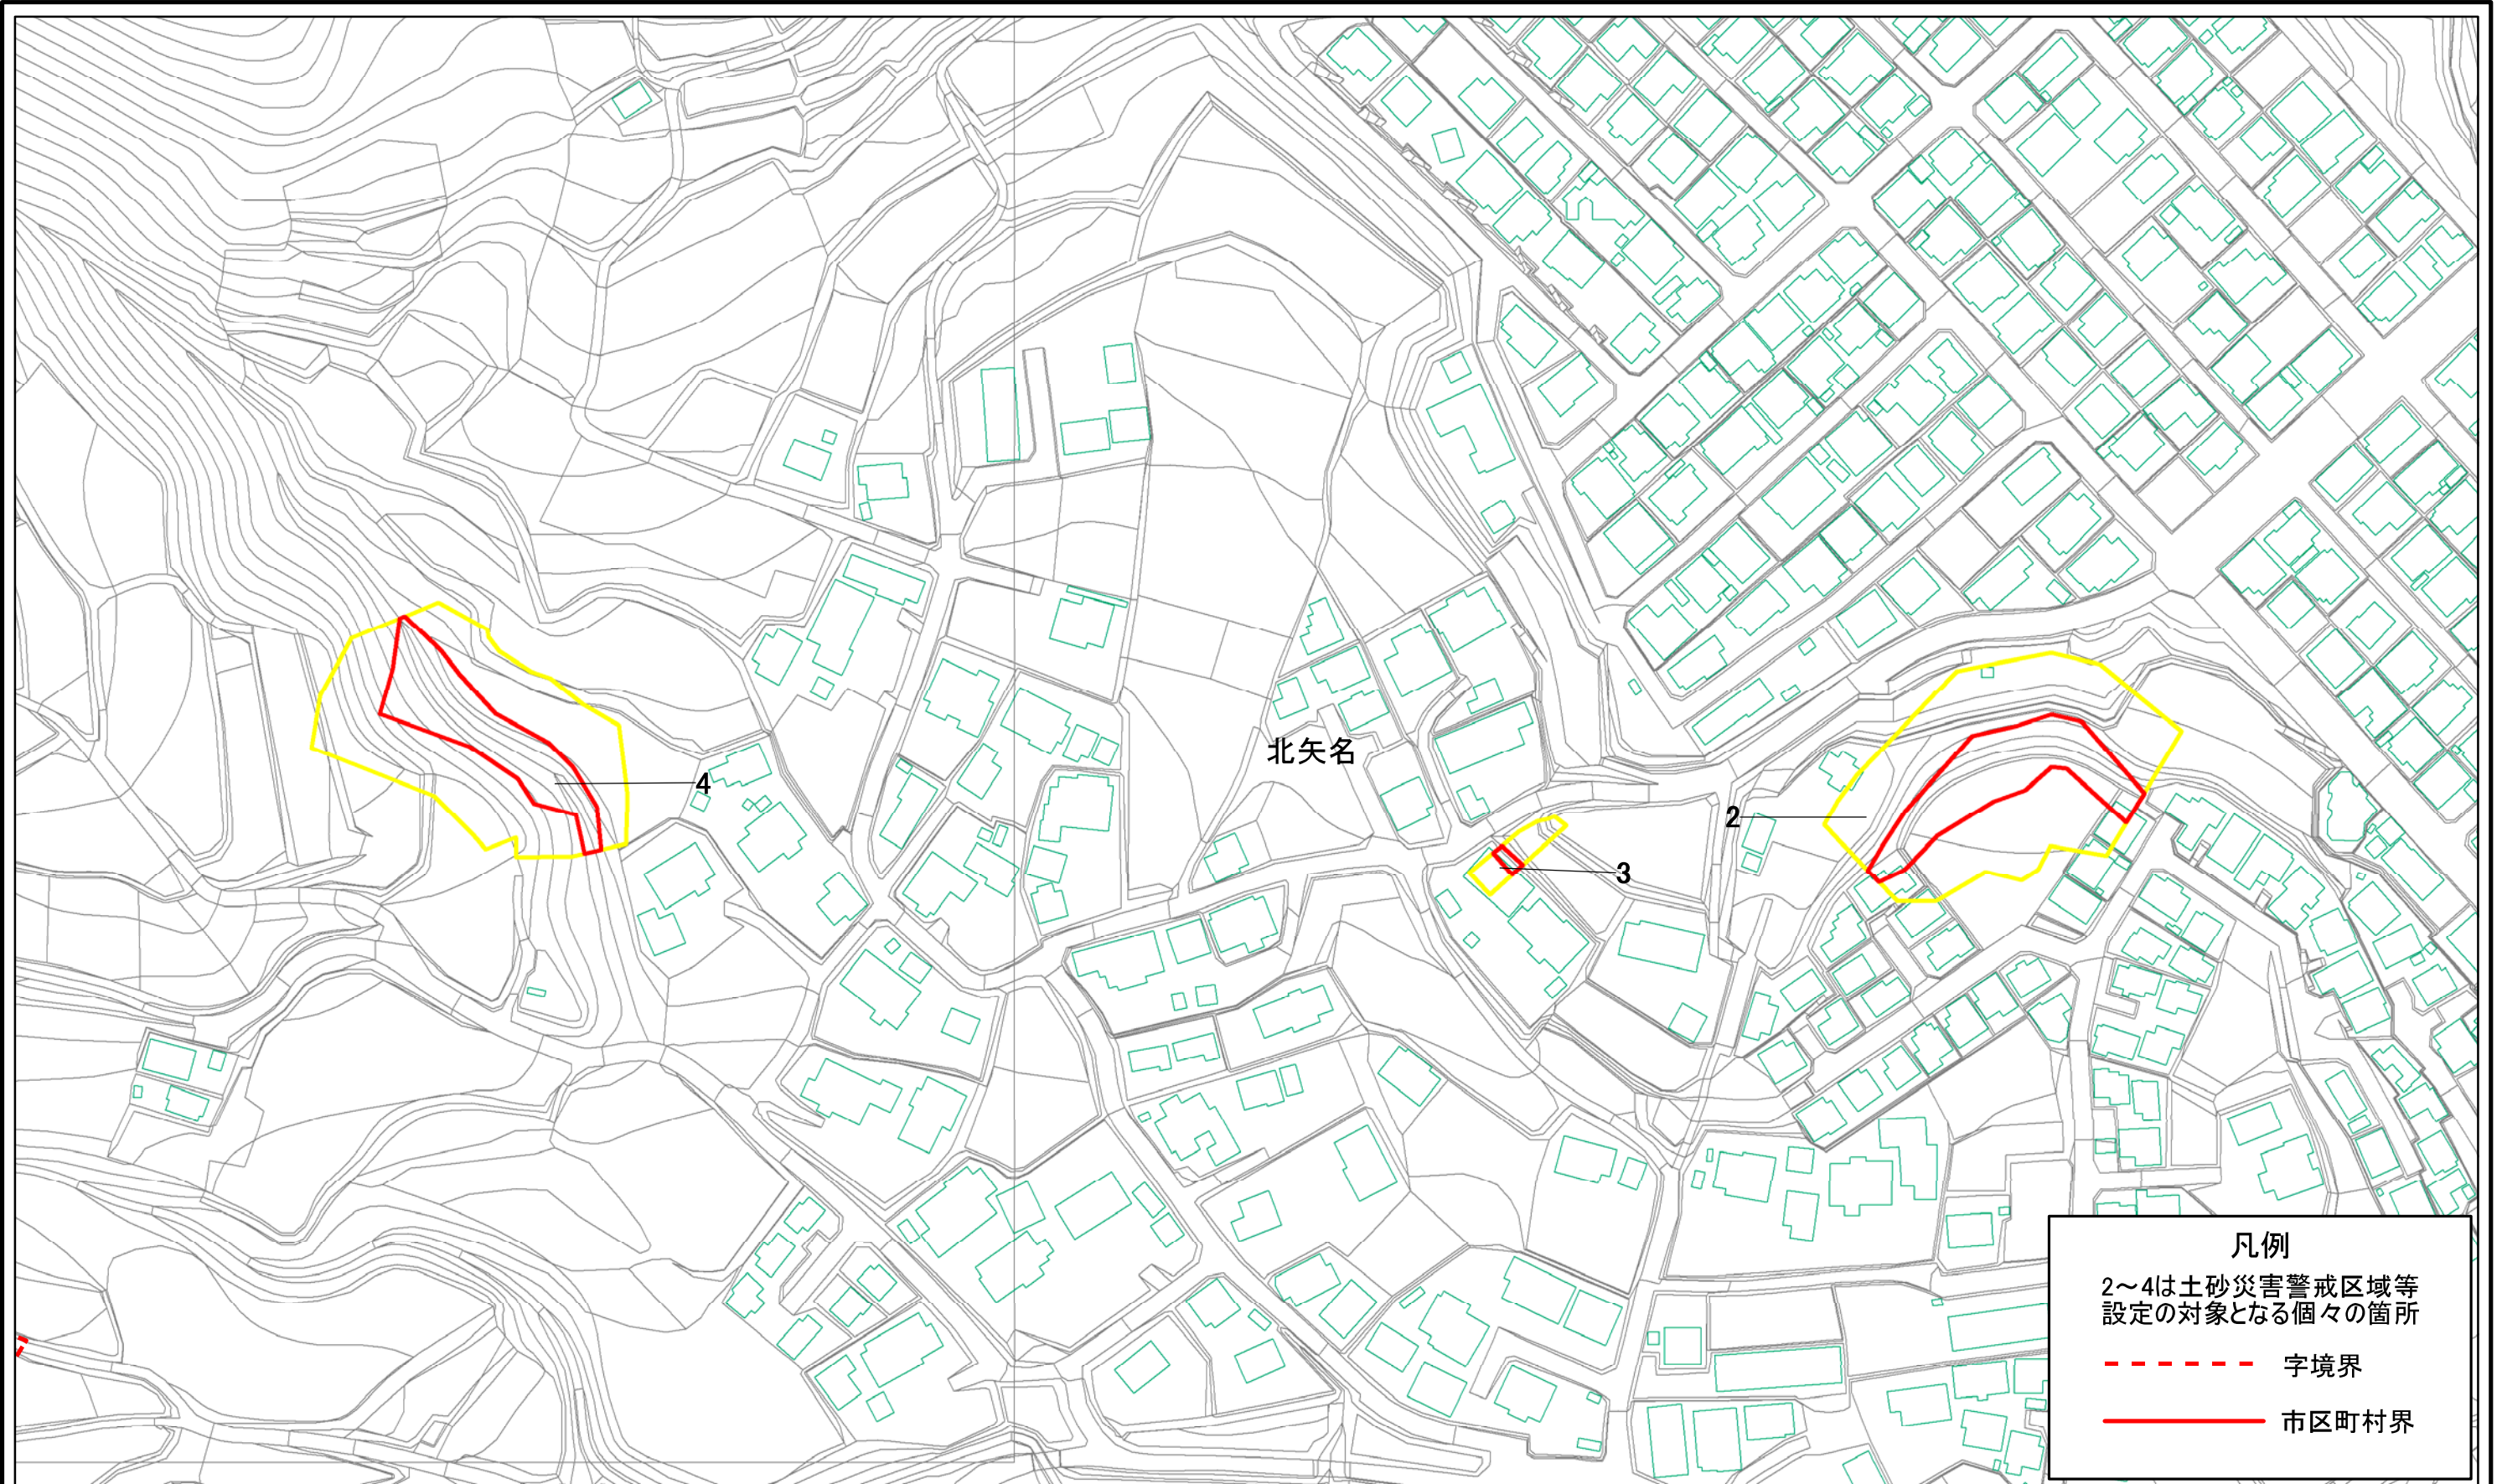 北矢名
4
2
3
凡例
2～4は土砂災害警戒区域等
設定の対象となる個々の箇所
字境界
市区町村界